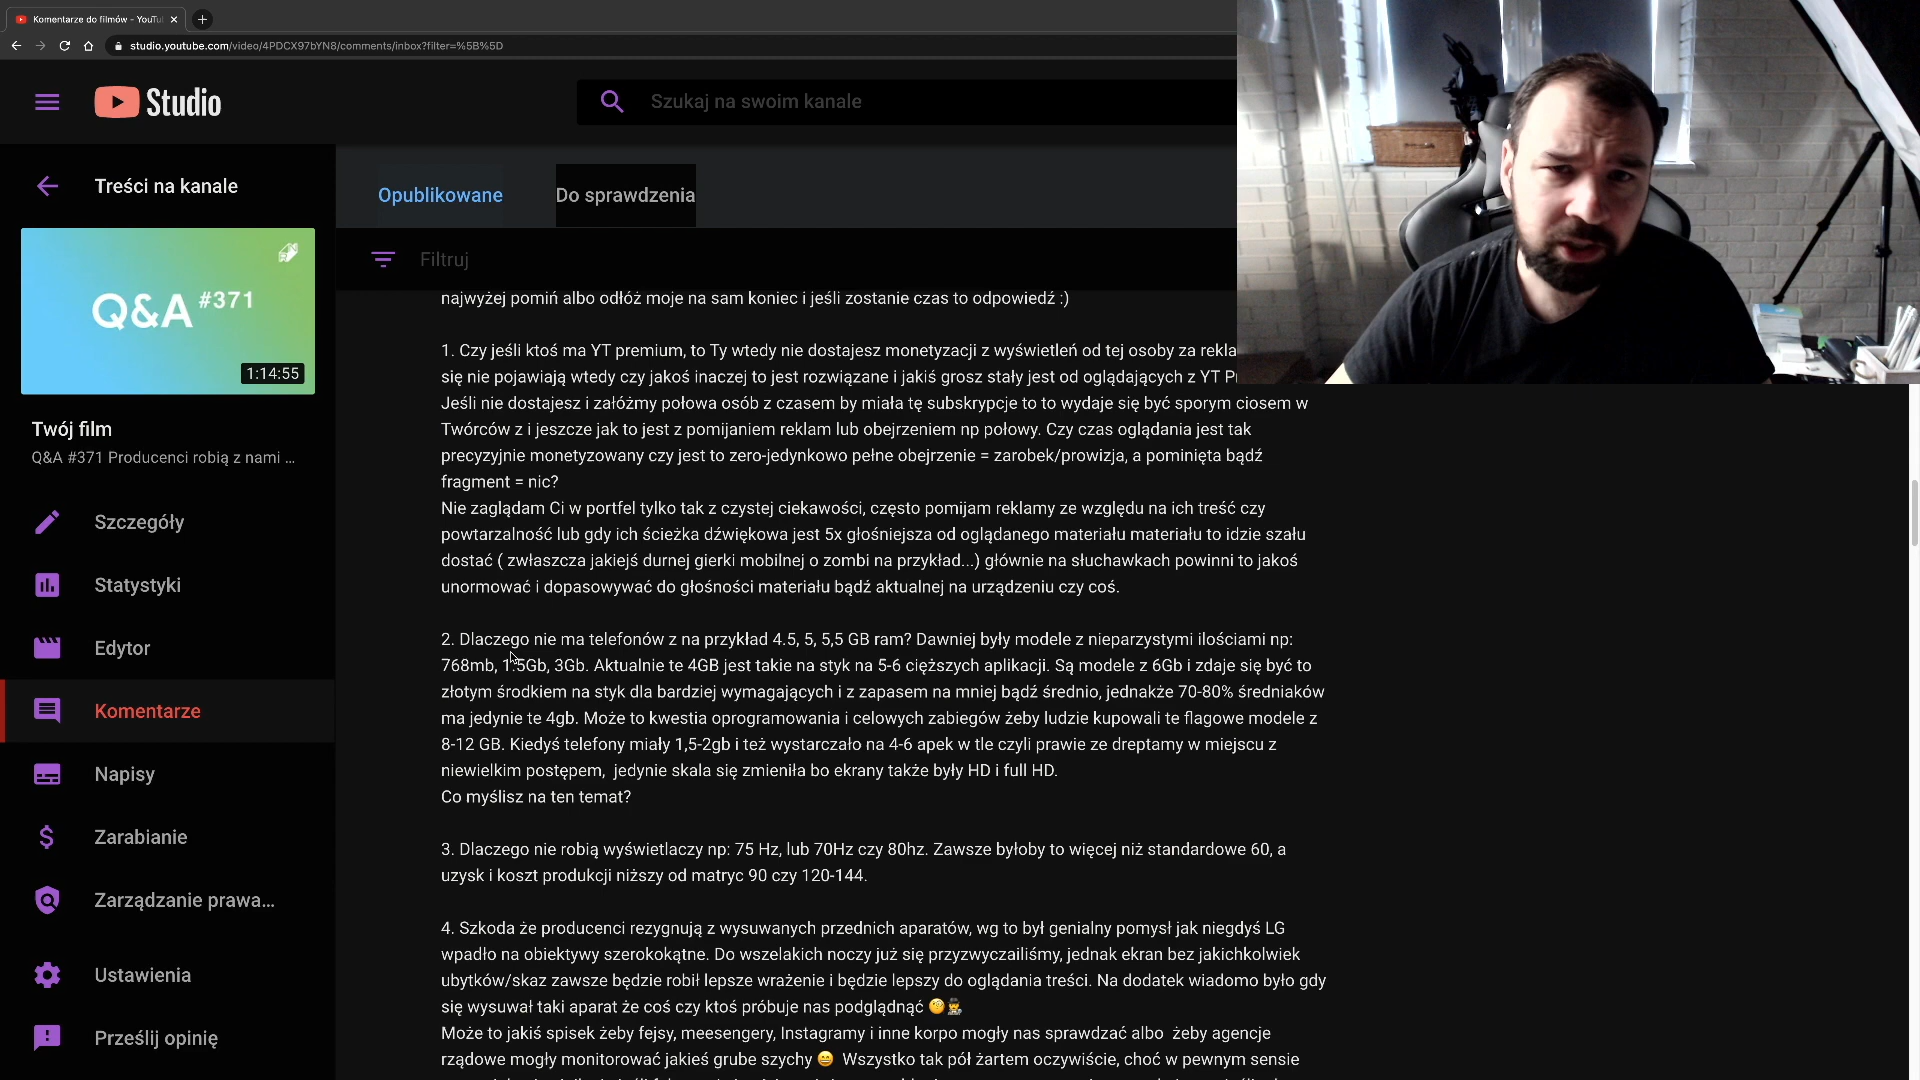 Komentarze do filmów - YouTu
studio.youtube.com/video/4PDCX97bYN8/comments/inbox?filter=%5B%5D
Studio
Szukaj na swoim kanale
Treści na kanale
Q&A #371
1:14:55
Twój film
Q&A #371 Producenci robią z nami ...
Szczegóły
Statystyki
Edytor
Komentarze
Napisy
Zarabianie
Zarządzanie prawa...
Ustawienia
Prześlij opinię
Opublikowane
Do sprawdzenia
Filtruj
najwyżej pomiń albo odłóż moje na sam koniec i jeśli zostanie czas to odpowiedź :)
1. Czy jeśli ktoś ma YT premium, to Ty wtedy nie dostajesz monetyzacji z wyświetleń od tej osoby za rekla
się nie pojawiają wtedy czy jakoś inaczej to jest rozwiązane i jakiś grosz stały jest od oglądających z YT P
Jeśli nie dostajesz i załóżmy połowa osób z czasem by miała tę subskrypcje to to wydaje się być sporym ciosem w
Twórców z i jeszcze jak to jest z pomijaniem reklam lub obejrzeniem np połowy. Czy czas oglądania jest tak
precyzyjnie monetyzowany czy jest to zero-jedynkowo pełne obejrzenie = zarobek/prowizja, a pominięta bądź
fragment = nic?
Nie zaglądam Ci w portfel tylko tak z czystej ciekawości, często pomijam reklamy ze względu na ich treść czy
powtarzalność lub gdy ich ścieżka dźwiękowa jest 5x głośniejsza od oglądanego materiału materiału to idzie szału
dostać ( zwłaszcza jakiejś durnej gierki mobilnej o zombi na przykład...) głównie na słuchawkach powinni to jakoś
unormować i dopasowywać do głośności materiału bądź aktualnej na urządzeniu czy coś.
2. Dlaczego nie ma telefonów z na przykład 4.5, 5, 5,5 GB ram? Dawniej były modele z nieparzystymi ilościami np:
768mb, 1.5Gb, 3Gb. Aktualnie te 4GB jest takie na styk na 5-6 cięższych aplikacji. Są modele z 6Gb i zdaje się być to
złotym środkiem na styk dla bardziej wymagających i z zapasem na mniej bądź średnio, jednakże 70-80% średniaków
ma jedynie te 4gb. Może to kwestia oprogramowania i celowych zabiegów żeby ludzie kupowali te flagowe modele z
8-12 GB. Kiedyś telefony miały 1,5-2gb i też wystarczało na 4-6 apek w tle czyli prawie ze dreptamy w miejscu z
niewielkim postępem,  jedynie skala się zmieniła bo ekrany także były HD i full HD.
Co myślisz na ten temat?
3. Dlaczego nie robią wyświetlaczy np: 75 Hz, lub 70Hz czy 80hz. Zawsze byłoby to więcej niż standardowe 60, a
uzysk i koszt produkcji niższy od matryc 90 czy 120-144.
4. Szkoda że producenci rezygnują z wysuwanych przednich aparatów, wg to był genialny pomysł jak niegdyś LG
wpadło na obiektywy szerokokątne. Do wszelakich noczy już się przyzwyczailiśmy, jednak ekran bez jakichkolwiek
ubytków/skaz zawsze będzie robił lepsze wrażenie i będzie lepszy do oglądania treści. Na dodatek wiadomo było gdy
się wysuwał taki aparat że coś czy ktoś próbuje nas podglądnąć 🧐🕵️
Może to jakiś spisek żeby fejsy, meesengery, Instagramy i inne korpo mogły nas sprawdzać albo  żeby agencje
rządowe mogły monitorować jakieś grube szychy 😄  Wszystko tak pół żartem oczywiście, choć w pewnym sensie